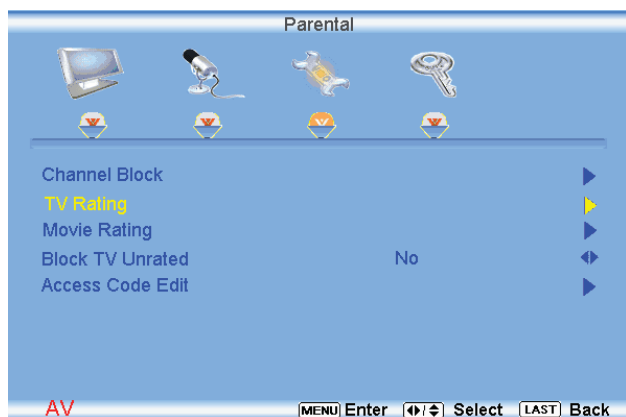 Parental
Channel Block
TV Rating
Movie Rating
Block TV Unrated No
Access Code Edit
AV MENU Enter Select LAST Back